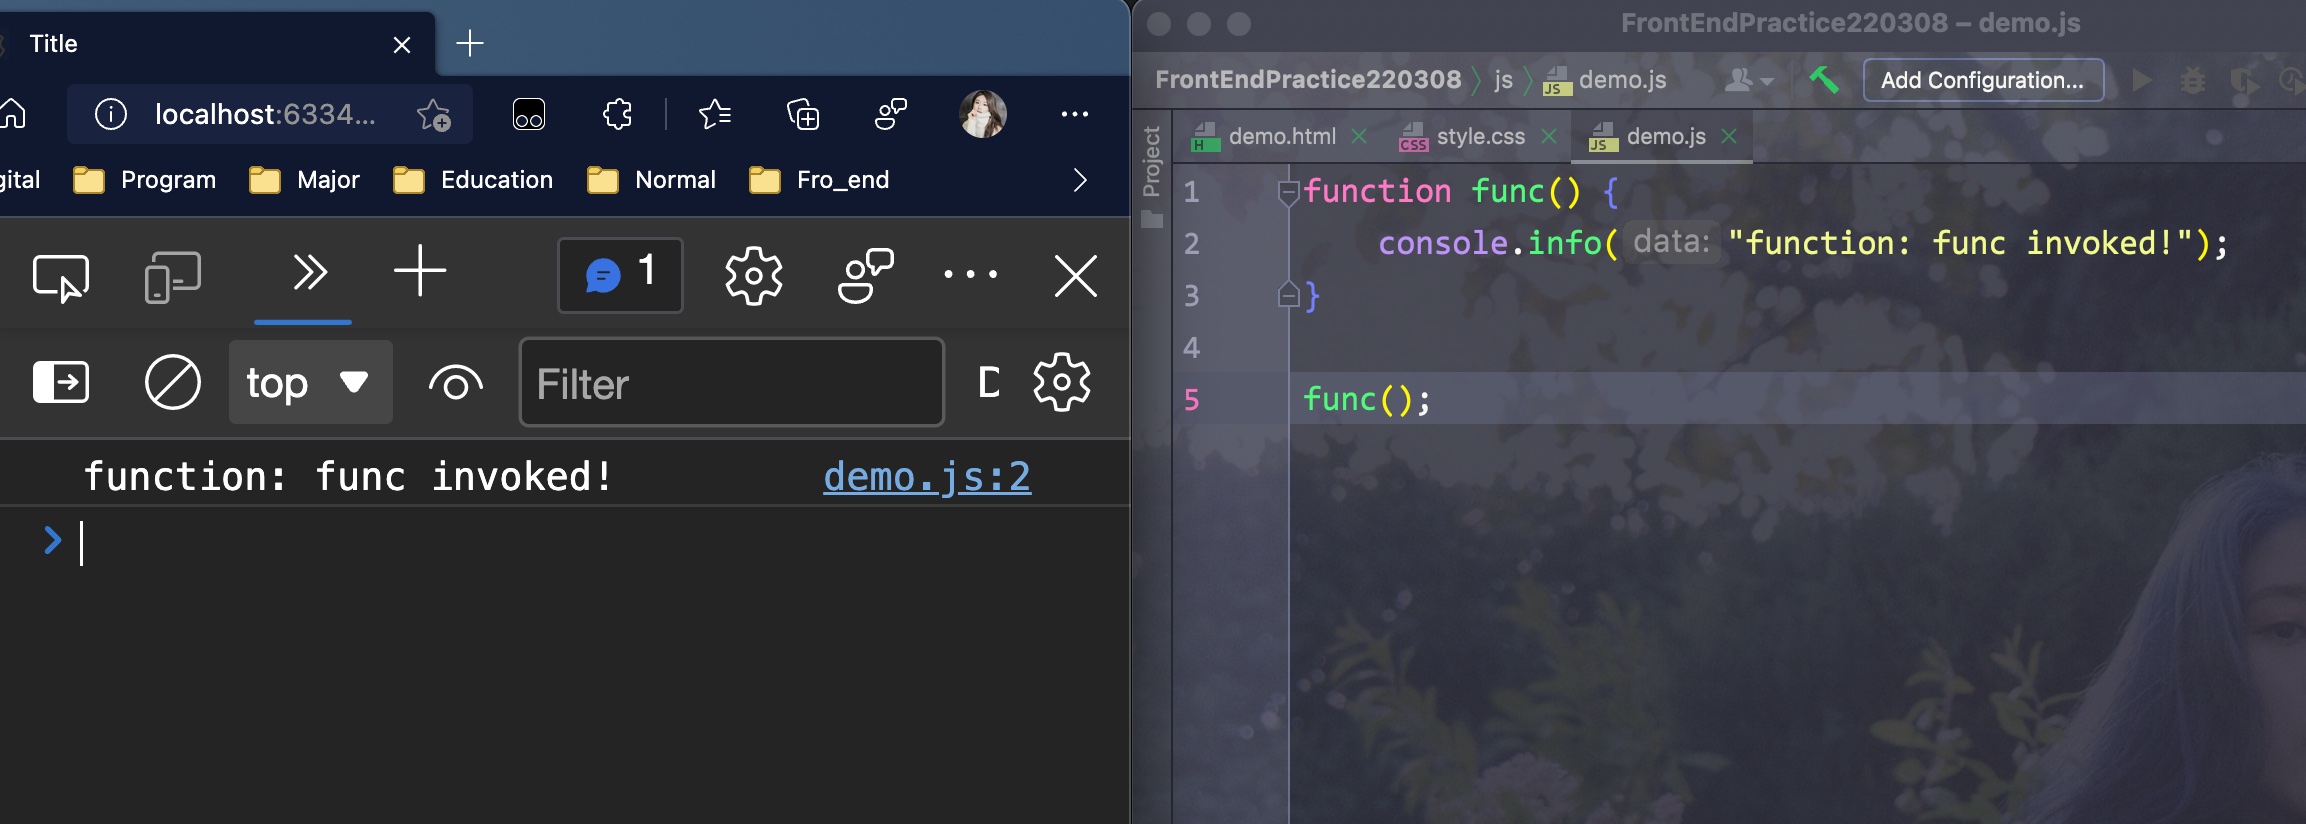 Title
localhost:6334...
gital Program Major Education Normal Fro_end
1
top Filter D
function: func invoked! demo.js:2
FrontEndPractice220308 – demo.js
FrontEndPractice220308 js demo.js Add Configuration...
demo.html style.css demo.js
Project
1 function func() {
2 console.info( data: "function: func invoked!");
3 }
4
5 func();